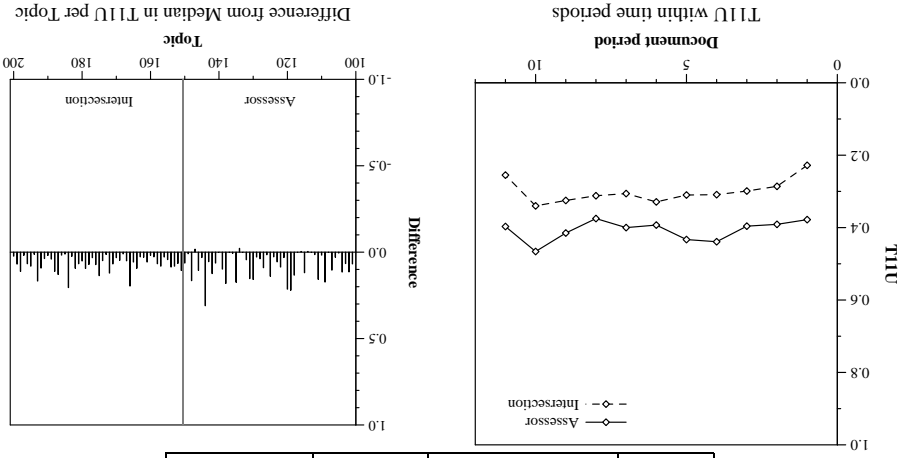 1.0
0.8
0.6
0.4
0.2
0.0
T11U
Assessor
Intersection
0
5
10
Document period
T11U within time periods
1.0
0.5
0.0
-0.5
-1.0
Difference
Assessor
Intersection
100
120
140
160
180
200
Topic
Difference from Median in T11U per Topic